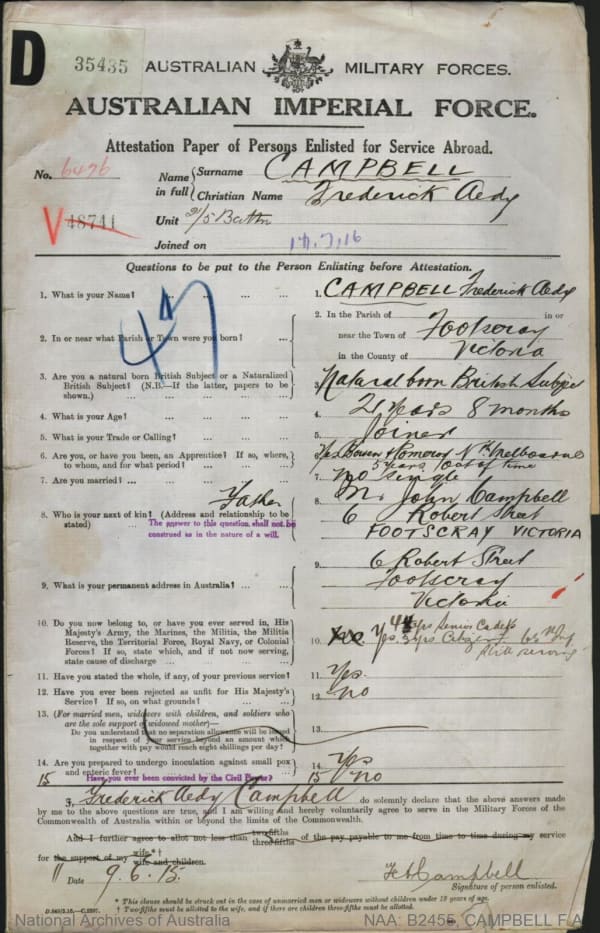 D
35435 AUSTRALIAN MILITARY FORCES.
AUSTRALIAN IMPERIAL FORCE.
Attestation Paper of Persons Enlisted for Service Abroad.
No. 6496
Name in full { Surname CAMPBELL
Christian Name Frederick Aedy
V 48741
Unit 21/5 Battn
Joined on 17.7.16
Questions to be put to the Person Enlisting before Attestation.
1. What is your Name? ... 1. CAMPBELL Frederick Aedy
2. In or near what Parish or Town were you born? ... 2. In the Parish of in or
near the Town of Footscray
in the County of Victoria
47
3. Are you a natural born British Subject or a Naturalized
British Subject? (N.B.—If the latter, papers to be
shown.) ... 3. Natural born British Subject
4. What is your Age? ... 4. 21 years 8 months
5. What is your Trade or Calling? ... 5. Joiner
6. Are you, or have you been, an Apprentice? If so, where,
to whom, and for what period? ... 6. Yes Pomeroy Nth Melbourne
5 years out of time
7. Are you married? ... 7. No single
8. Who is your next of kin? (Address and relationship to be
stated) Father 8. Mr John Campbell
The answer to this question shall not be
construed as in the nature of a will.
6 Robert Street
FOOTSCRAY VICTORIA
9. What is your permanent address in Australia? ... 9. 6 Robert Street
Footscray
Victoria
10. Do you now belong to, or have you ever served in, His
Majesty's Army, the Marines, the Militia, the Militia
Reserve, the Territorial Force, Royal Navy, or Colonial
Forces? If so, state which, and if not now serving,
state cause of discharge ... 10. Yes. 4 yrs Senior Cadets
3 yrs Citizen
still serving
11. Have you stated the whole, if any, of your previous service? 11. Yes.
12. Have you ever been rejected as unfit for His Majesty's
Service? If so, on what grounds? ... 12. no
13. (For married men, widowers with children, and soldiers who
are the sole support of widowed mother)—
Do you understand that no separation allowance will be issued
in respect of your service beyond an amount which
together with pay would reach eight shillings per day? 13.
14. Are you prepared to undergo inoculation against small pox
and enteric fever? 14. Yes
15 Have you ever been convicted by the Civil Power? 15 no
I, Frederick Aedy Campbell do solemnly declare that the above answers made
by me to the above questions are true, and I am willing and hereby voluntarily agree to serve in the Military Forces of the
Commonwealth of Australia within or beyond the limits of the Commonwealth.
And I further agree to allot not less than two-fifths three-fifths of the pay payable to me from time to time during my service
for the support of my wife* † wife and children.
Date 9.6.15. F A Campbell
Signature of person enlisted.
* This clause should be struck out in the case of unmarried men or widowers without children under 18 years of age.
† Two-fifths must be allotted to the wife, and if there are children three-fifths must be allotted.
National Archives of Australia NAA: B2455, CAMPBELL F A